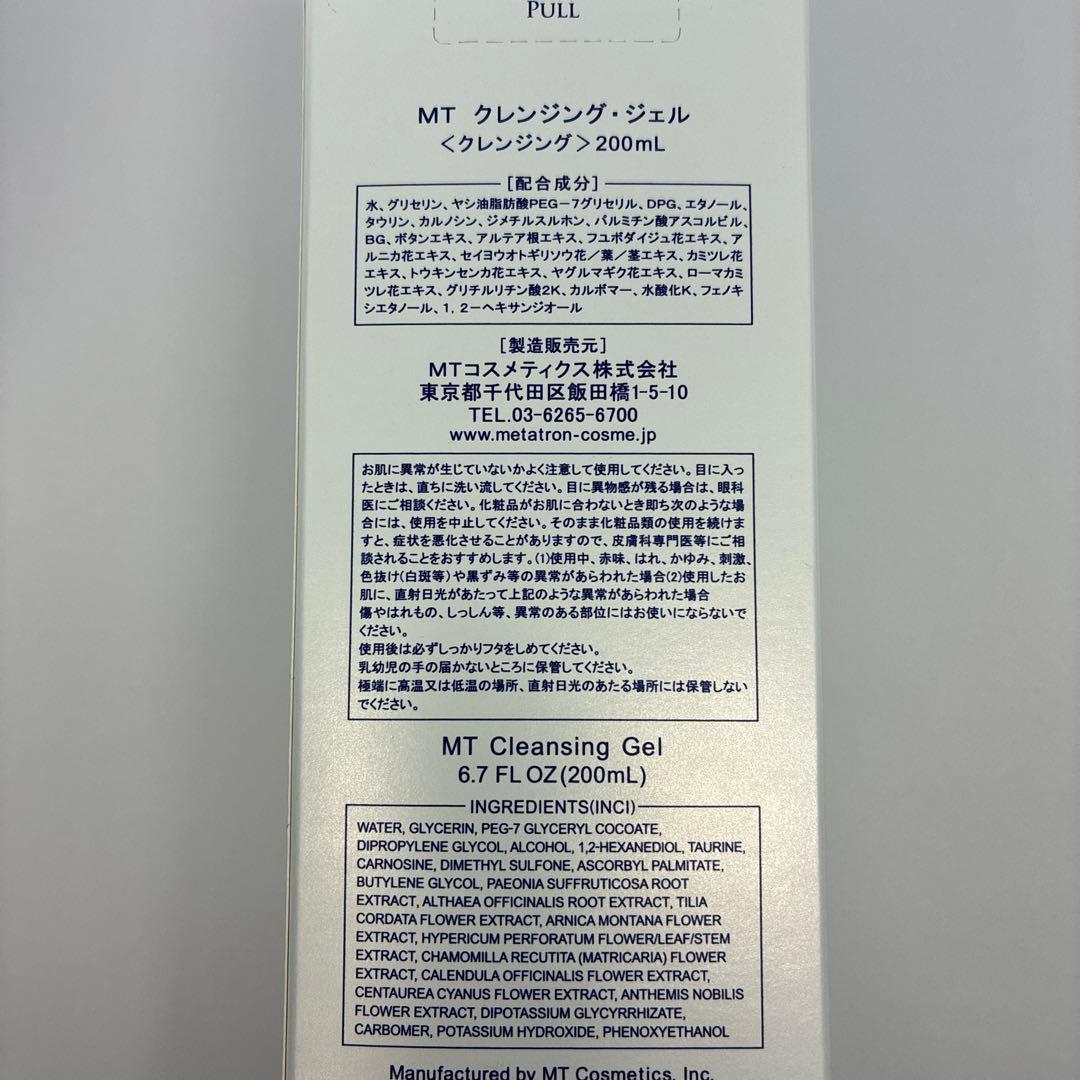 PULL
MT クレンジング・ジェル
＜クレンジング＞200mL
［配合成分］
水、グリセリン、ヤシ油脂肪酸PEG－7グリセリル、DPG、エタノール、
タウリン、カルノシン、ジメチルスルホン、パルミチン酸アスコルビル、
BG、ボタンエキス、アルテア根エキス、フユボダイジュ花エキス、ア
ルニカ花エキス、セイヨウオトギリソウ花／葉／茎エキス、カミツレ花
エキス、トウキンセンカ花エキス、ヤグルマギク花エキス、ローマカミ
ツレ花エキス、グリチルリチン酸2K、カルボマー、水酸化K、フェノキ
シエタノール、1，2－ヘキサンジオール
［製造販売元］
MTコスメティクス株式会社
東京都千代田区飯田橋1-5-10
TEL.03-6265-6700
www.metatron-cosme.jp
お肌に異常が生じていないかよく注意して使用してください。目に入っ
たときは、直ちに洗い流してください。目に異物感が残る場合は、眼科
医にご相談ください。化粧品がお肌に合わないとき即ち次のような場
合には、使用を中止してください。そのまま化粧品類の使用を続けま
すと、症状を悪化させることがありますので、皮膚科専門医等にご相
談されることをおすすめします。(1)使用中、赤味、はれ、かゆみ、刺激、
色抜け(白斑等)や黒ずみ等の異常があらわれた場合(2)使用したお
肌に、直射日光があたって上記のような異常があらわれた場合
傷やはれもの、しっしん等、異常のある部位にはお使いにならないで
ください。
使用後は必ずしっかりフタをしめてください。
乳幼児の手の届かないところに保管してください。
極端に高温又は低温の場所、直射日光のあたる場所には保管しない
でください。
MT Cleansing Gel
6.7 FL OZ(200mL)
INGREDIENTS(INCI)
WATER, GLYCERIN, PEG-7 GLYCERYL COCOATE,
DIPROPYLENE GLYCOL, ALCOHOL, 1,2-HEXANEDIOL, TAURINE,
CARNOSINE, DIMETHYL SULFONE, ASCORBYL PALMITATE,
BUTYLENE GLYCOL, PAEONIA SUFFRUTICOSA ROOT
EXTRACT, ALTHAEA OFFICINALIS ROOT EXTRACT, TILIA
CORDATA FLOWER EXTRACT, ARNICA MONTANA FLOWER
EXTRACT, HYPERICUM PERFORATUM FLOWER/LEAF/STEM
EXTRACT, CHAMOMILLA RECUTITA (MATRICARIA) FLOWER
EXTRACT, CALENDULA OFFICINALIS FLOWER EXTRACT,
CENTAUREA CYANUS FLOWER EXTRACT, ANTHEMIS NOBILIS
FLOWER EXTRACT, DIPOTASSIUM GLYCYRRHIZATE,
CARBOMER, POTASSIUM HYDROXIDE, PHENOXYETHANOL
Manufactured by MT Cosmetics, Inc.